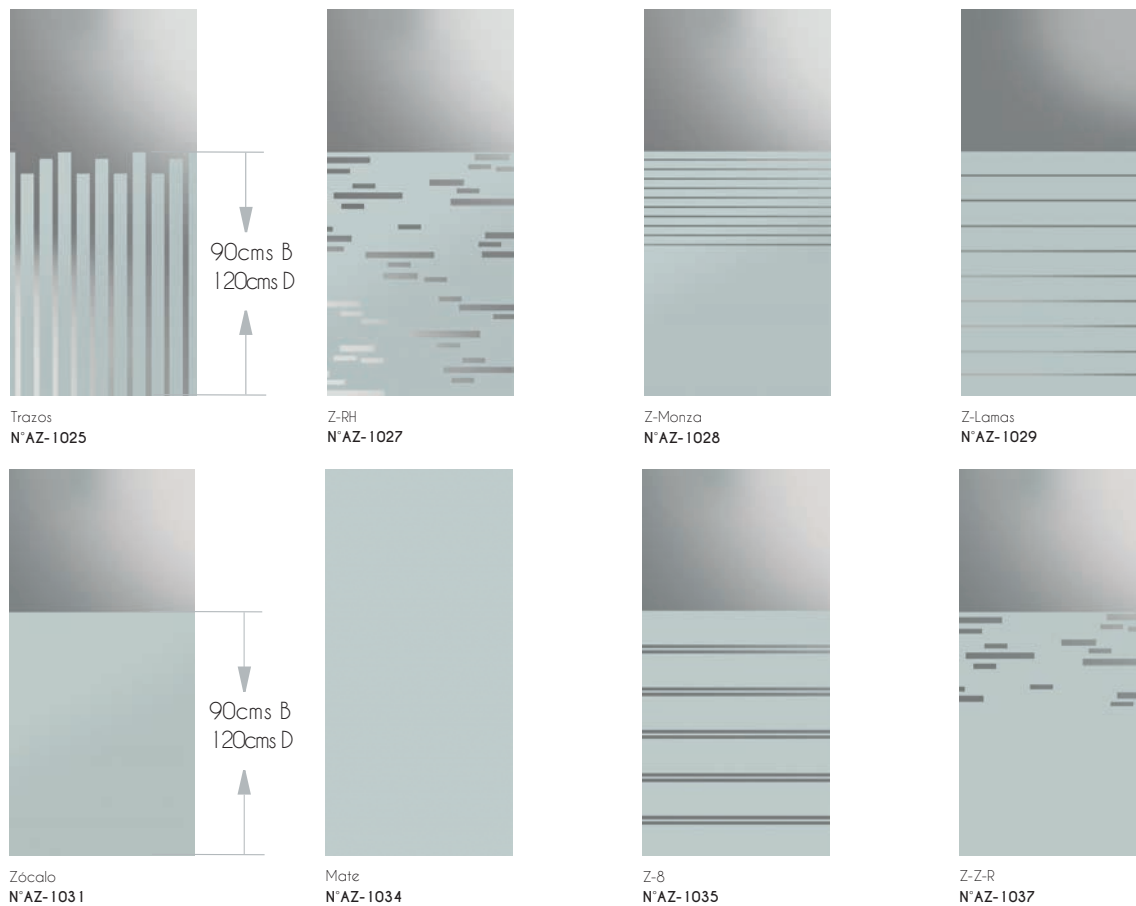 90cms B
120cms D
Trazos
N°AZ-1025
Z-RH
N°AZ-1027
Z-Monza
N°AZ-1028
Z-Lamas
N°AZ-1029
90cms B
120cms D
Zócalo
N°AZ-1031
Mate
N°AZ-1034
Z-8
N°AZ-1035
Z-Z-R
N°AZ-1037